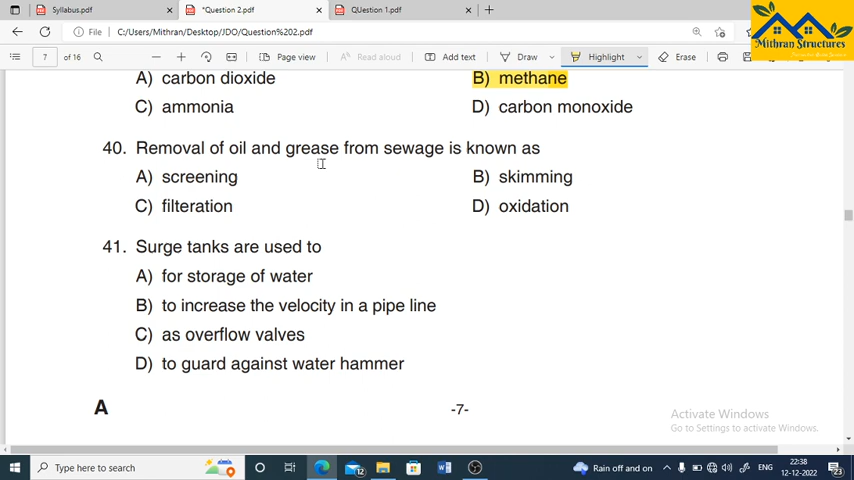 Syllabus.pdf
*Question 2.pdf
QUestion 1.pdf
File
C:/Users/Mithran/Desktop/JDO/Question%202.pdf
7 of 16
Page view
Read aloud
Add text
Draw
Highlight
Erase
Mithran Structures
A) carbon dioxide
B) methane
C) ammonia
D) carbon monoxide
40. Removal of oil and grease from sewage is known as
A) screening
B) skimming
C) filteration
D) oxidation
41. Surge tanks are used to
A) for storage of water
B) to increase the velocity in a pipe line
C) as overflow valves
D) to guard against water hammer
A
-7-
Activate Windows
Go to Settings to activate Windows.
Type here to search
12
Rain off and on
ENG
22:38
12-12-2022
23